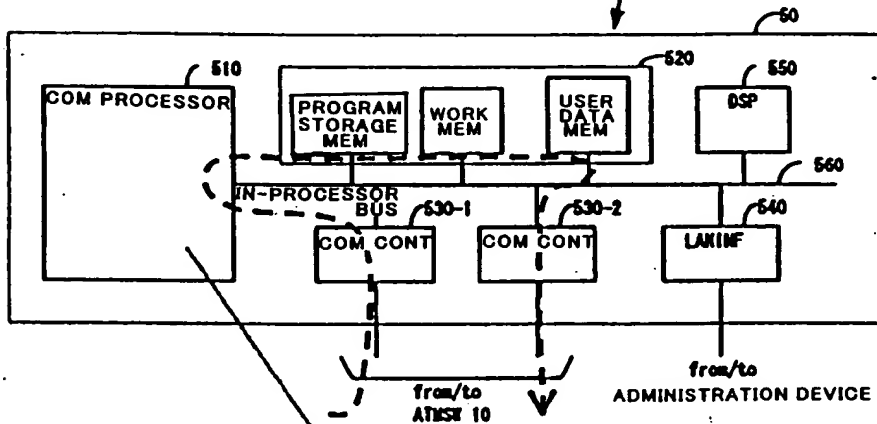 50
510
COM PROCESSOR
520
PROGRAM
STORAGE
MEM
WORK
MEM
USER
DATA
MEM
550
DSP
560
IN-PROCESSOR
BUS
530-1
COM CONT
530-2
COM CONT
540
LANINF
from/to
ATMSW 10
from/to
ADMINISTRATION DEVICE